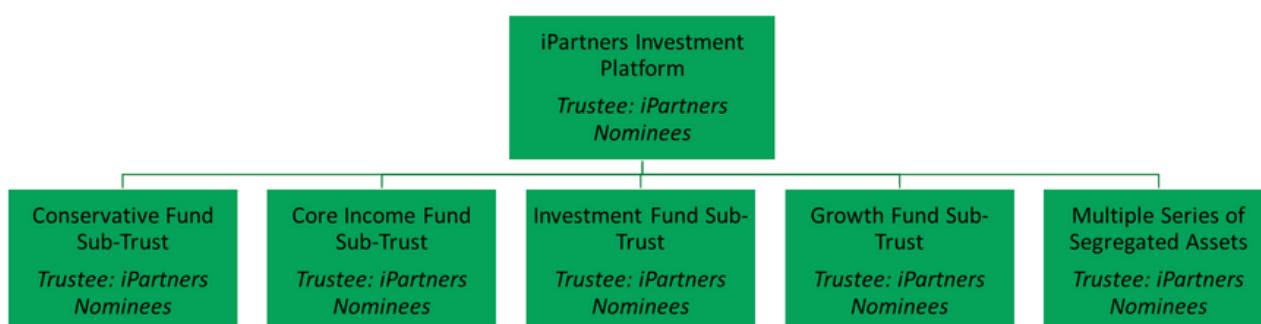 iPartners Investment
Platform
Trustee: iPartners
Nominees
Conservative Fund
Sub-Trust
Trustee: iPartners
Nominees
Core Income Fund
Sub-Trust
Trustee: iPartners
Nominees
Investment Fund Sub-
Trust
Trustee: iPartners
Nominees
Growth Fund Sub-
Trust
Trustee: iPartners
Nominees
Multiple Series of
Segregated Assets
Trustee: iPartners
Nominees